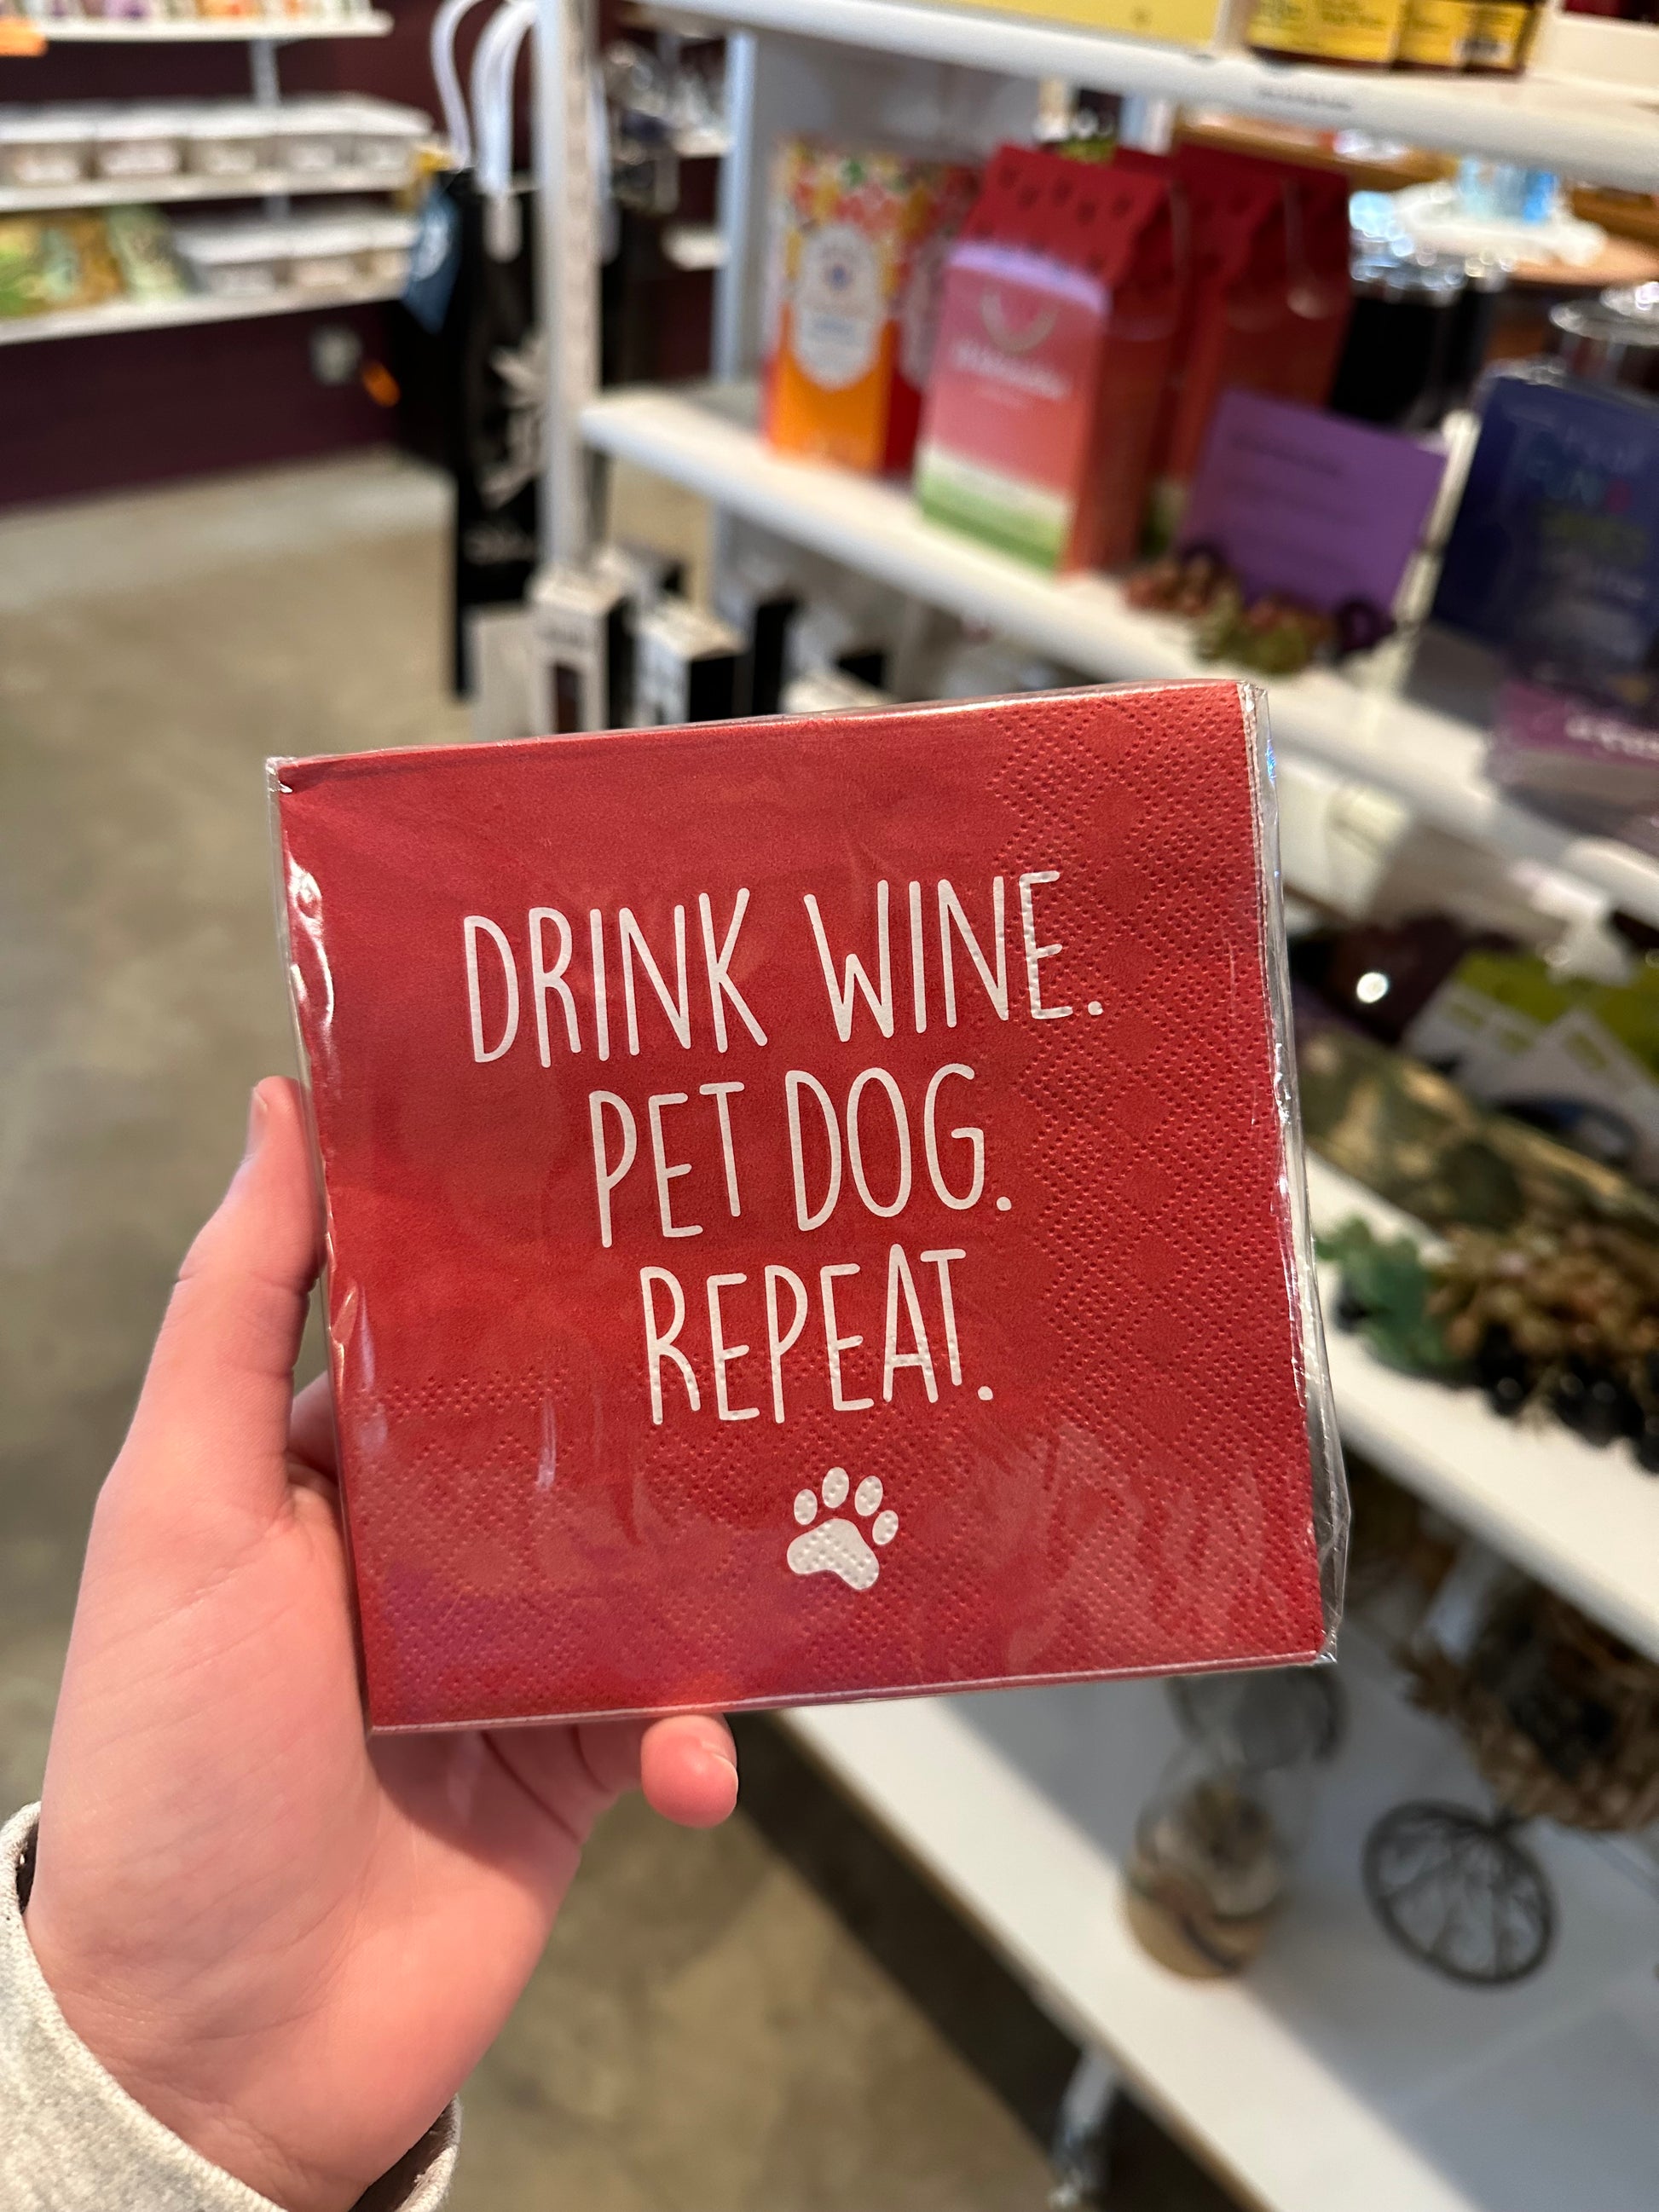 DRINK WINE.
PET DOG.
REPEAT.